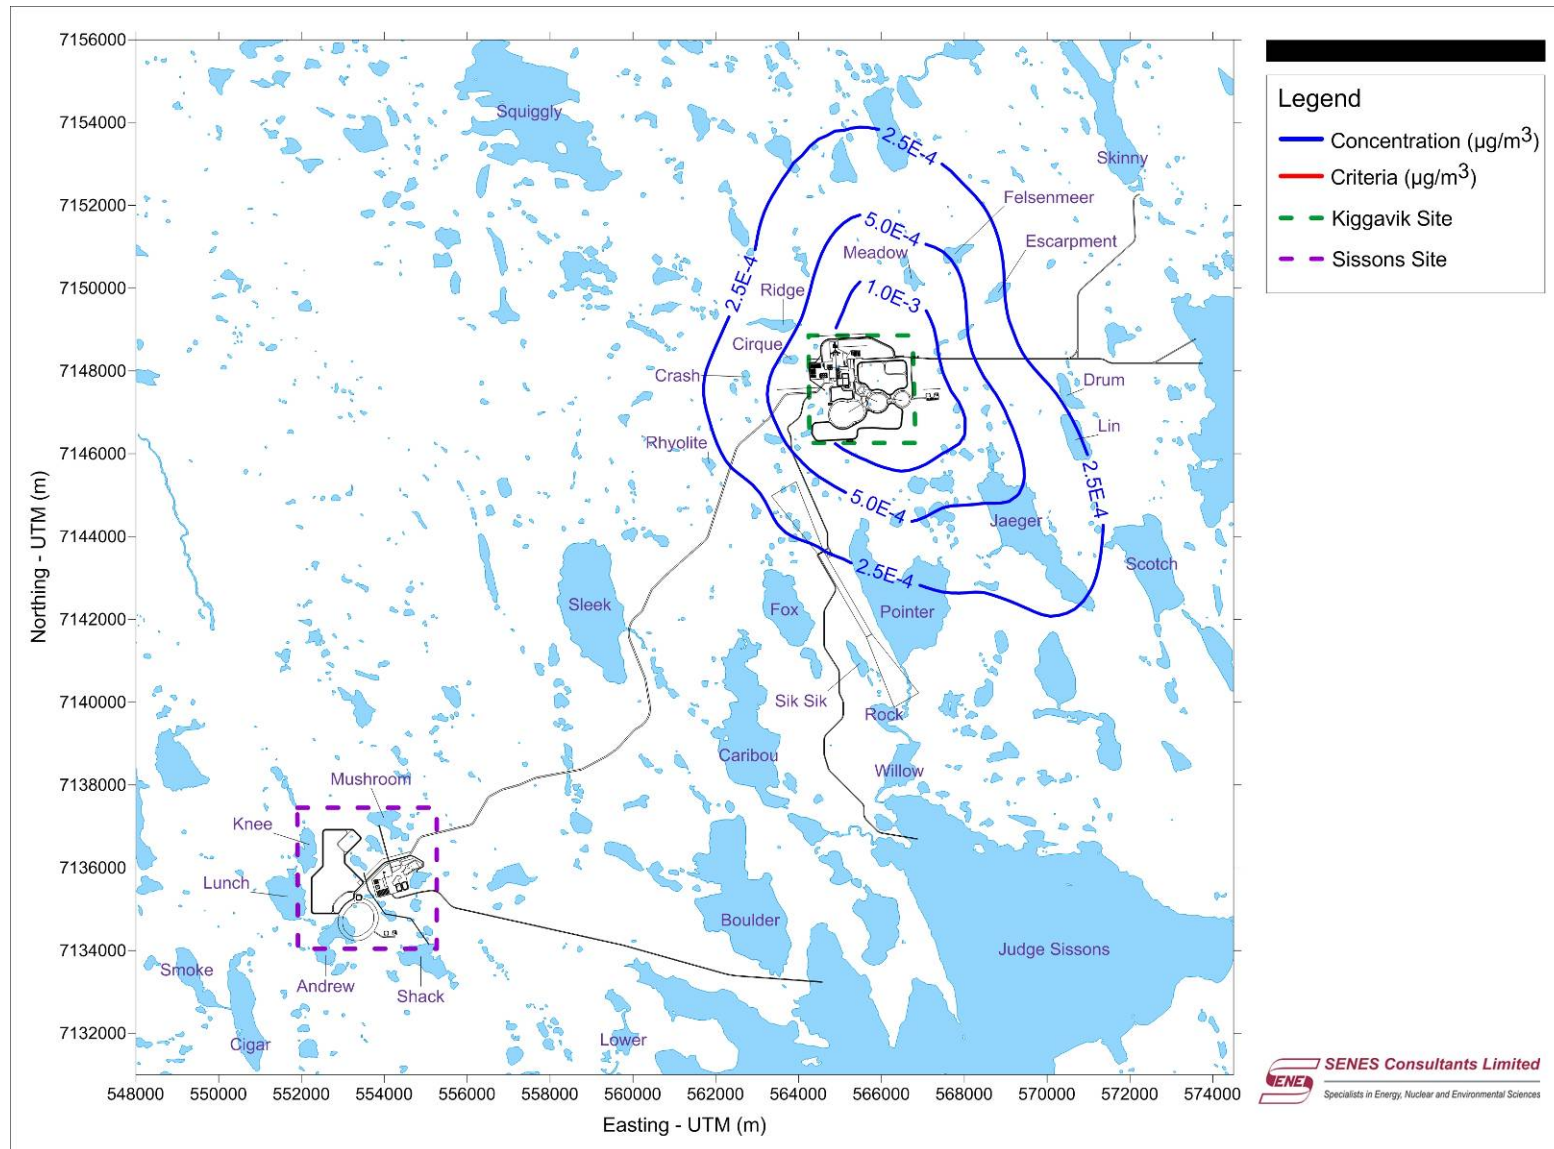 7156000
7154000
7152000
7150000
7148000
7146000
7144000
7142000
7140000
7138000
7136000
7134000
7132000
Northing - UTM (m)
548000 550000 552000 554000 556000 558000 560000 562000 564000 566000 568000 570000 572000 574000
Easting - UTM (m)
Squiggly
Skinny
2.5E-4
Felsenmeer
5.0E-4
Meadow
Escarpment
2.5E-4
Ridge
1.0E-3
Cirque
Crash
Drum
Rhyolite
Lin
2.5E-4
5.0E-4
Jaeger
2.5E-4
Scotch
Sleek
Fox
Pointer
Sik Sik
Rock
Caribou
Willow
Mushroom
Knee
Lunch
Boulder
Judge Sissons
Smoke
Andrew
Shack
Cigar
Lower
Legend
Concentration (µg/m3)
Criteria (µg/m3)
Kiggavik Site
Sissons Site
SENES
SENES Consultants Limited
Specialists in Energy, Nuclear and Environmental Sciences